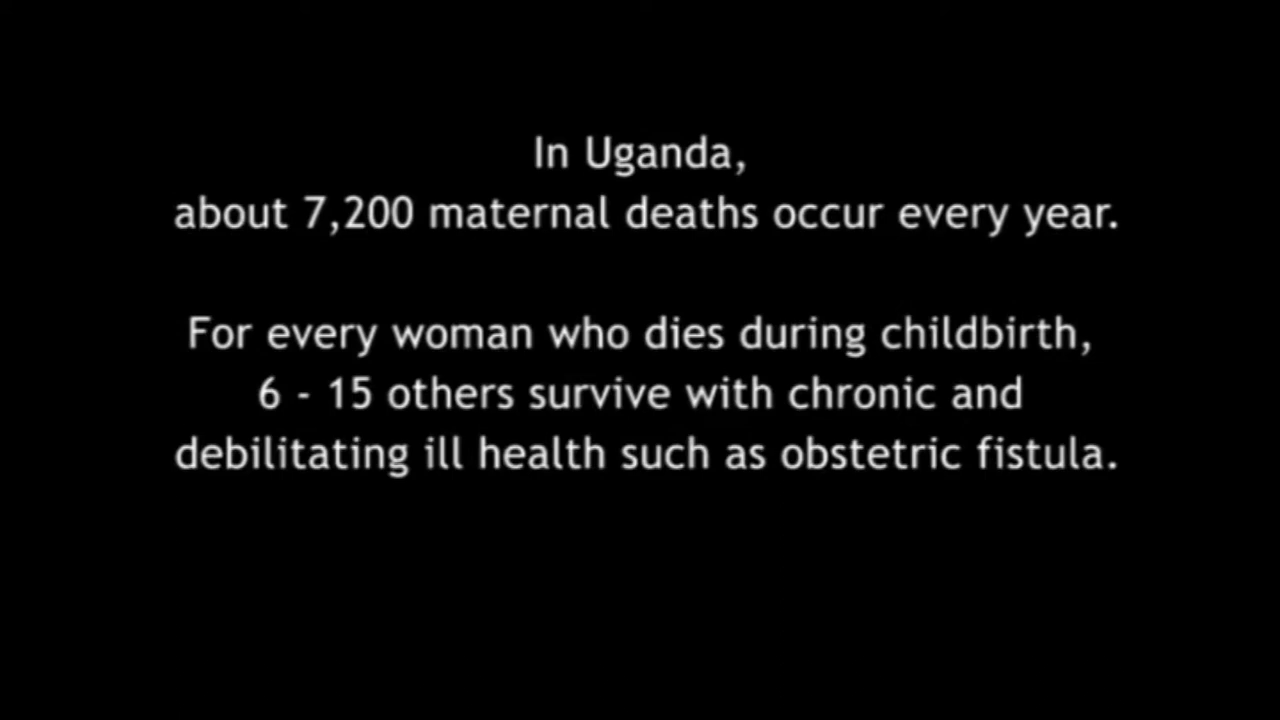 In Uganda,
about 7,200 maternal deaths occur every year.
For every woman who dies during childbirth,
6 - 15 others survive with chronic and
debilitating ill health such as obstetric fistula.